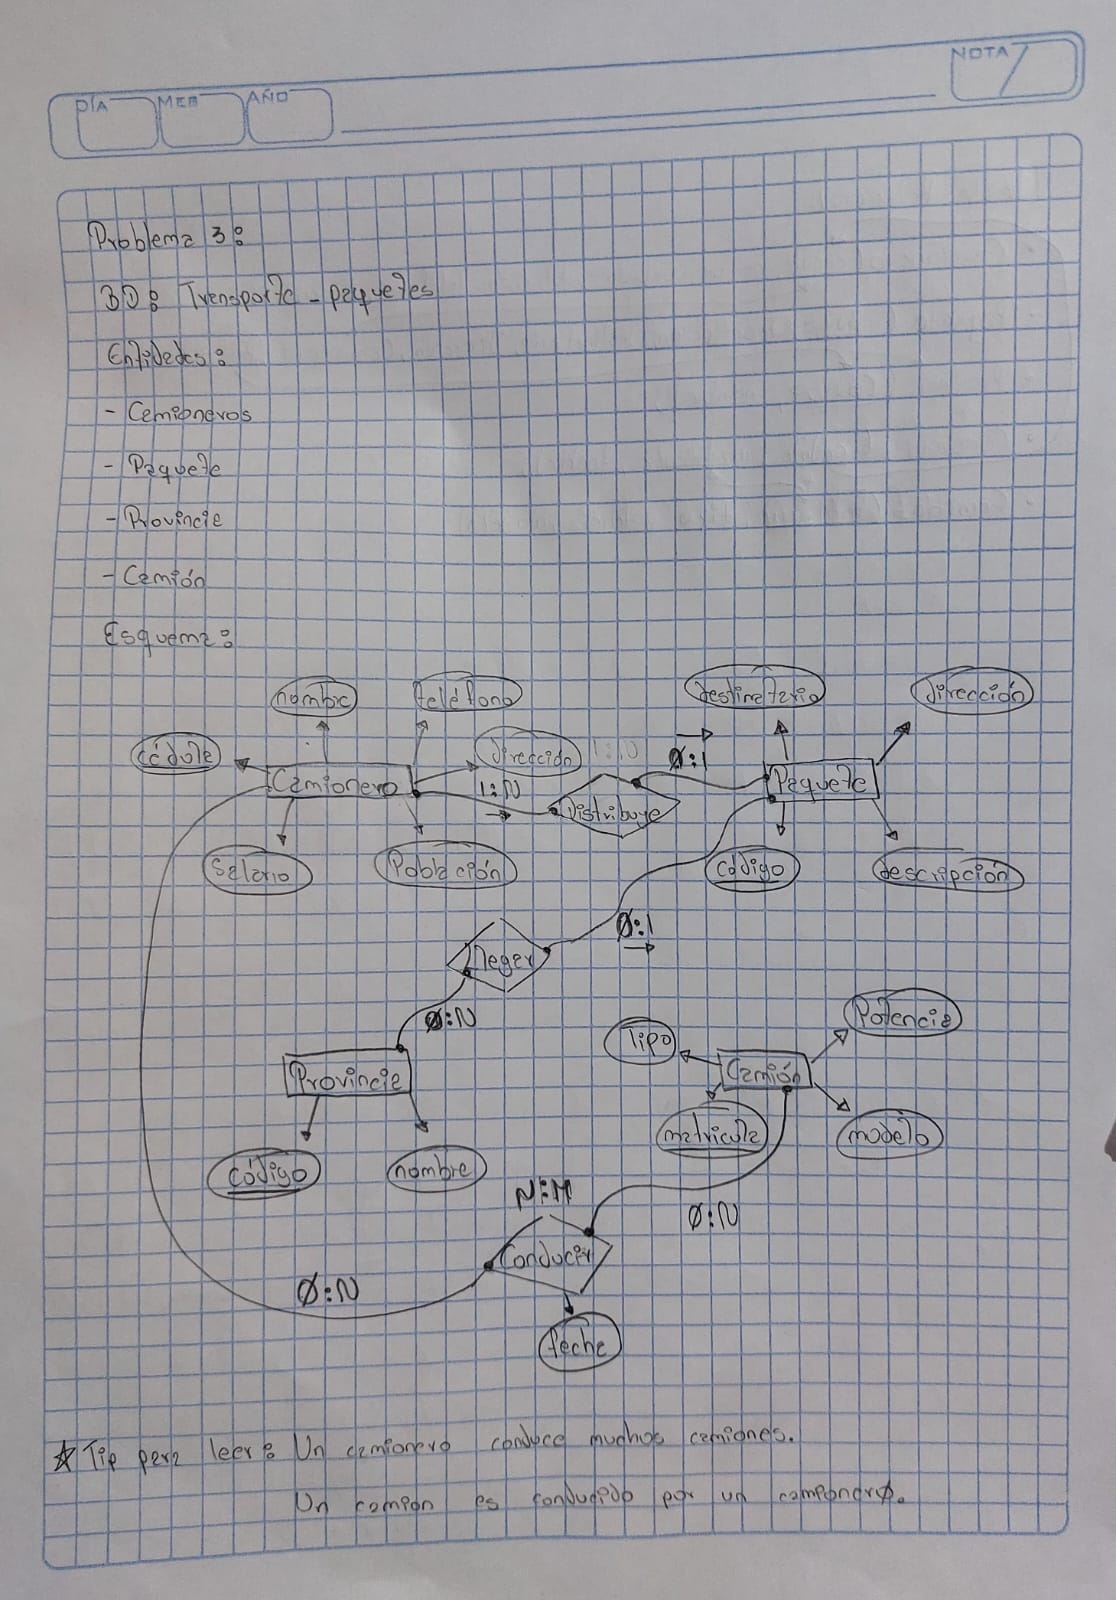 DÍA MES AÑO
NOTA
Problema 3:
BD: Transporte - paquetes
Entidades:
- Camioneros
- Paquete
- Provincia
- Camión
Esquema:
nombre teléfono destinatario dirección
cédula dirección 1:N Ø:1
Camionero 1:N Distribuye Paquete
Salario Población código descripción
Ø:1
llegar
Ø:N
Potencia
Tipo Camión
Provincia
matricula modelo
código nombre
N:M Ø:N
Conducir
Ø:N
fecha
☆ Tip para leer: Un camionero conduce muchos camiones.
Un camion es conducido por un camionero.